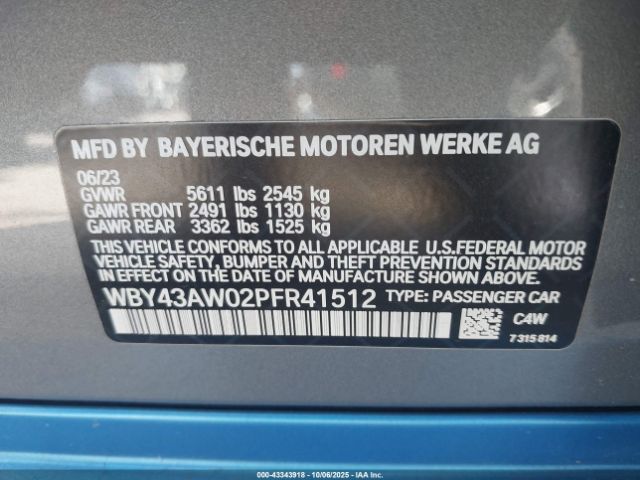 MFD BY BAYERISCHE MOTOREN WERKE AG
06/23
GVWR 5611 lbs 2545 kg
GAWR FRONT 2491 lbs 1130 kg
GAWR REAR 3362 lbs 1525 kg
THIS VEHICLE CONFORMS TO ALL APPLICABLE U.S.FEDERAL MOTOR
VEHICLE SAFETY, BUMPER AND THEFT PREVENTION STANDARDS
IN EFFECT ON THE DATE OF MANUFACTURE SHOWN ABOVE.
WBY43AW02PFR41512 TYPE: PASSENGER CAR
C4W
7315814
000-43343918 - 10/06/2025 - IAA Inc.